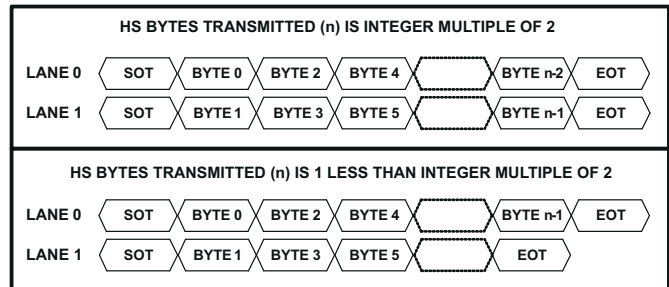 HS BYTES TRANSMITTED (n) IS INTEGER MULTIPLE OF 2
LANE 0 SOT BYTE 0 BYTE 2 BYTE 4 BYTE n-2 EOT
LANE 1 SOT BYTE 1 BYTE 3 BYTE 5 BYTE n-1 EOT
HS BYTES TRANSMITTED (n) IS 1 LESS THAN INTEGER MULTIPLE OF 2
LANE 0 SOT BYTE 0 BYTE 2 BYTE 4 BYTE n-1 EOT
LANE 1 SOT BYTE 1 BYTE 3 BYTE 5 EOT